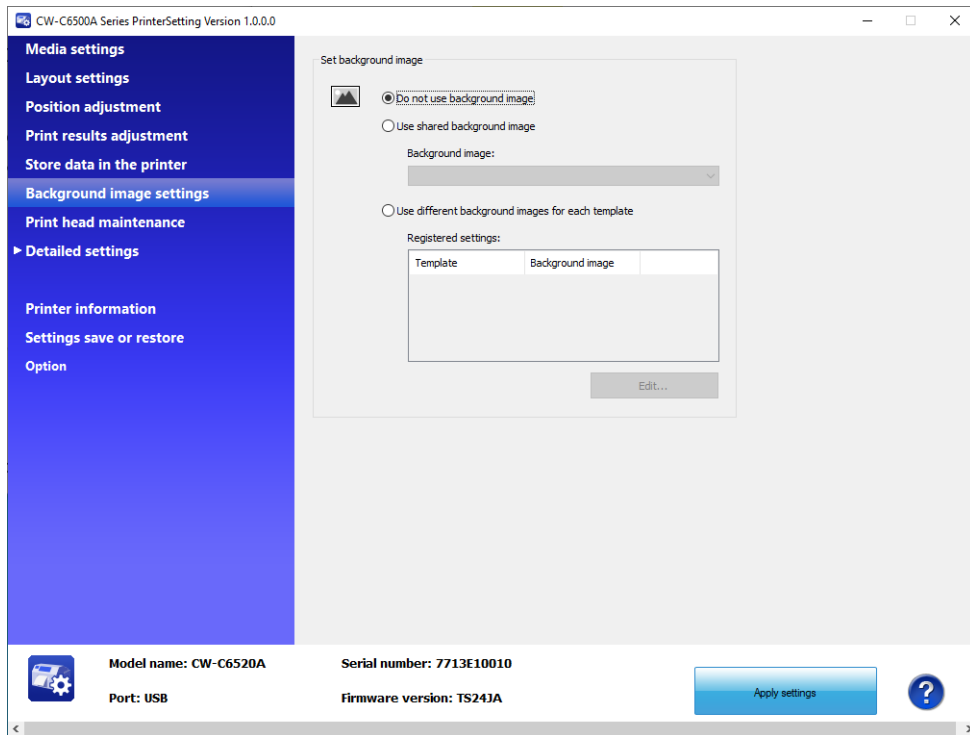 CW-C6500A Series PrinterSetting Version 1.0.0.0
Media settings
Layout settings
Position adjustment
Print results adjustment
Store data in the printer
Background image settings
Print head maintenance
Detailed settings
Printer information
Settings save or restore
Option
Set background image
Do not use background image
Use shared background image
Background image:
Use different background images for each template
Registered settings:
Template Background image
Edit...
Model name: CW-C6520A Serial number: 7713E10010
Port: USB Firmware version: TS24JA
Apply settings
?